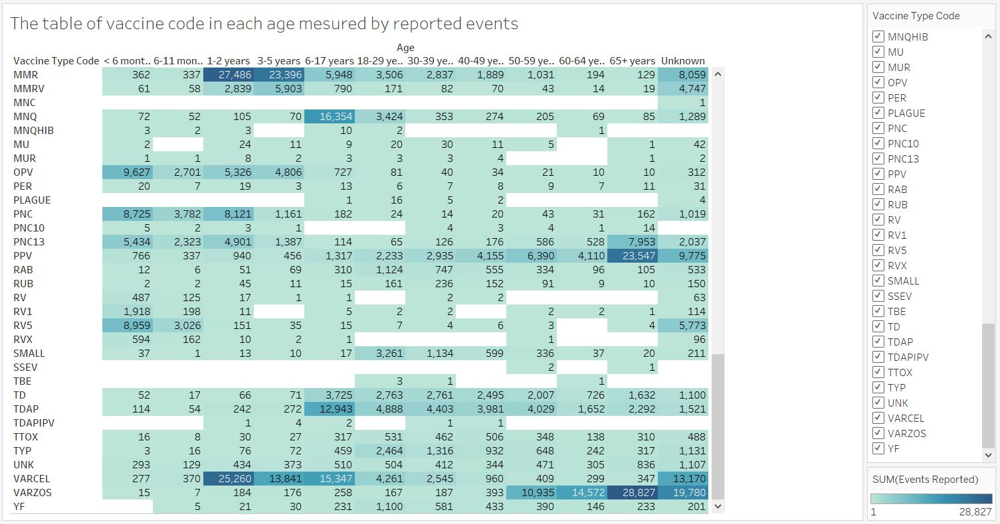 The table of vaccine code in each age mesured by reported events
Age
Vaccine Type Code < 6 mont.. 6-11 mon.. 1-2 years 3-5 years 6-17 years 18-29 ye.. 30-39 ye.. 40-49 ye.. 50-59 ye.. 60-64 ye.. 65+ years Unknown
MMR 362 337 27,486 23,396 5,948 3,506 2,837 1,889 1,031 194 129 8,059
MMRV 61 58 2,839 5,903 790 171 82 70 43 14 19 4,747
MNC 1
MNQ 72 52 105 70 16,354 3,424 353 274 205 69 85 1,289
MNQHIB 3 2 3 10 2 1
MU 2 24 11 9 20 30 11 5 1 42
MUR 1 1 8 2 3 3 3 4 1 2
OPV 9,627 2,701 5,326 4,806 727 81 40 34 21 10 10 312
PER 20 7 19 3 13 6 7 8 9 7 11 31
PLAGUE 1 16 5 2 4
PNC 8,725 3,782 8,121 1,161 182 24 14 20 43 31 162 1,019
PNC10 5 2 3 1 4 3 4 1 14
PNC13 5,434 2,323 4,901 1,387 114 65 126 176 586 528 7,953 2,037
PPV 766 337 940 456 1,317 2,233 2,935 4,155 6,390 4,110 23,547 9,775
RAB 12 6 51 69 310 1,124 747 555 334 96 105 533
RUB 2 2 45 11 15 161 236 152 91 9 10 150
RV 487 125 17 1 1 2 2 63
RV1 1,918 198 11 5 2 2 2 2 1 114
RV5 8,959 3,026 151 35 15 7 4 6 3 4 5,773
RVX 594 162 10 2 1 1 96
SMALL 37 1 13 10 17 3,261 1,134 599 336 37 20 211
SSEV 2 1
TBE 3 1 1
TD 52 17 66 71 3,725 2,763 2,761 2,495 2,007 726 1,632 1,100
TDAP 114 54 242 272 12,943 4,888 4,403 3,981 4,029 1,652 2,292 1,521
TDAPIPV 1 4 2 1 1
TTOX 16 8 30 27 317 531 462 506 348 138 310 488
TYP 3 16 76 72 459 2,464 1,316 932 648 242 317 1,131
UNK 293 129 434 373 510 504 412 344 471 305 836 1,107
VARCEL 277 370 25,260 13,841 15,347 4,261 2,545 960 409 299 347 13,170
VARZOS 15 7 184 176 258 167 187 393 10,935 14,572 28,827 19,780
YF 5 21 30 231 1,100 581 433 390 146 233 201
Vaccine Type Code
MNQHIB
MU
MUR
OPV
PER
PLAGUE
PNC
PNC10
PNC13
PPV
RAB
RUB
RV
RV1
RV5
RVX
SMALL
SSEV
TBE
TD
TDAP
TDAPIPV
TTOX
TYP
UNK
VARCEL
VARZOS
YF
SUM(Events Reported)
1 28,827